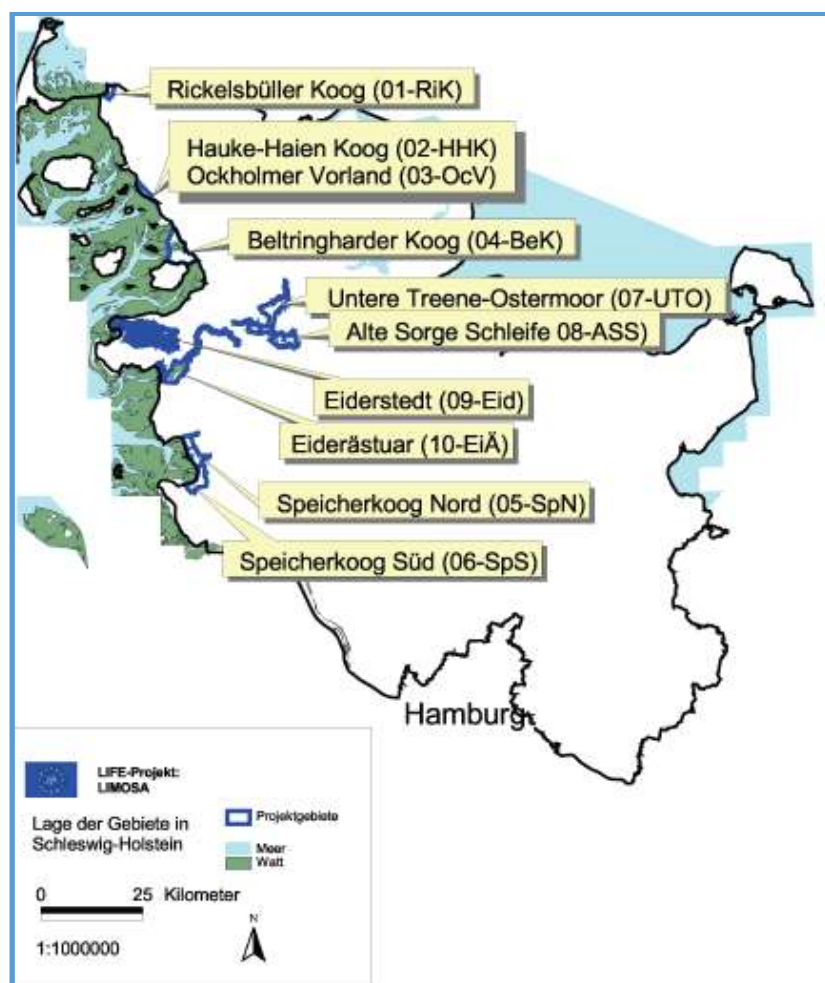 Rickelsbüller Koog (01-RiK)
Hauke-Haien Koog (02-HHK)
Ockholmer Vorland (03-OcV)
Beltringharder Koog (04-BeK)
Untere Treene-Ostermoor (07-UTO)
Alte Sorge Schleife 08-ASS)
Eiderstedt (09-Eid)
Eiderästuar (10-EiÄ)
Speicherkoog Nord (05-SpN)
Speicherkoog Süd (06-SpS)
Hamburg
LIFE-Projekt:
LIMOSA
Lage der Gebiete in
Schleswig-Holstein
Projektgebiete
Meer
Watt
0 25 Kilometer
N
1:1000000